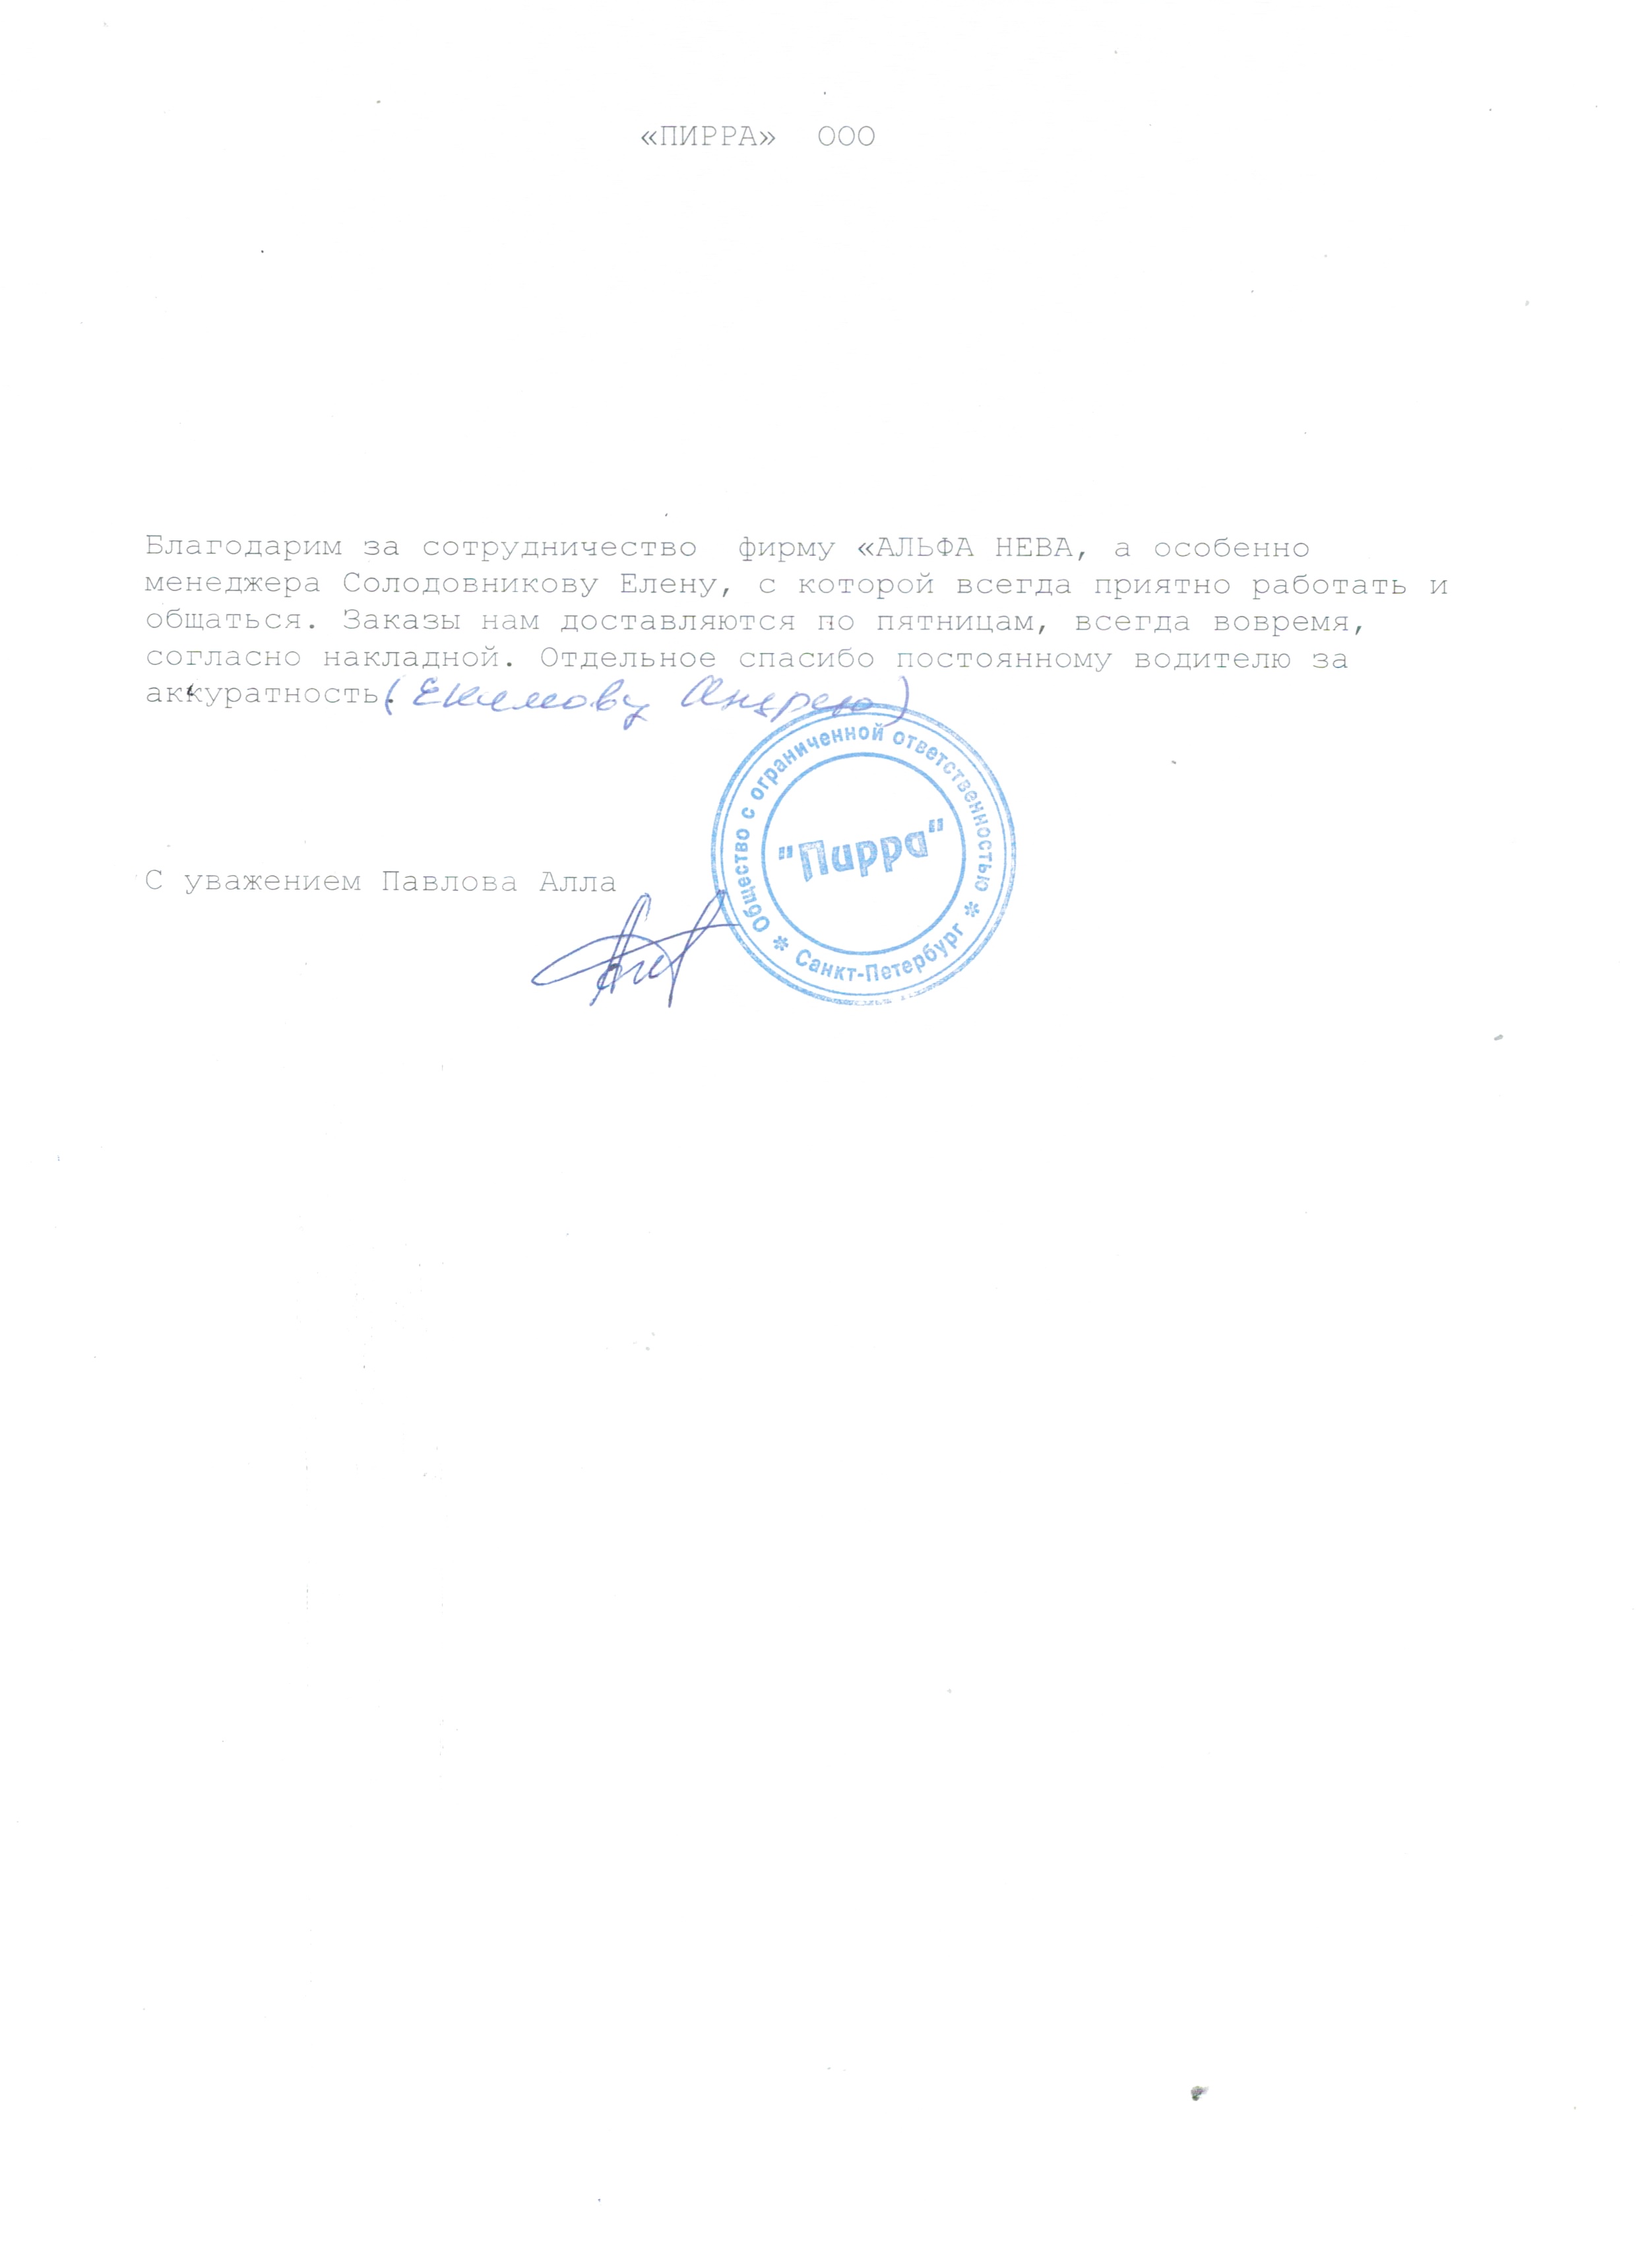 «ПИРРА» ООО
Благодарим за сотрудничество фирму «АЛЬФА НЕВА, а особенно
менеджера Солодовникову Елену, с которой всегда приятно работать и
общаться. Заказы нам доставляются по пятницам, всегда вовремя,
согласно накладной. Отдельное спасибо постоянному водителю за
аккуратность. (Екимову Андрею)
Общество с ограниченной ответственностью
"Пирра"
* Санкт-Петербург *
С уважением Павлова Алла